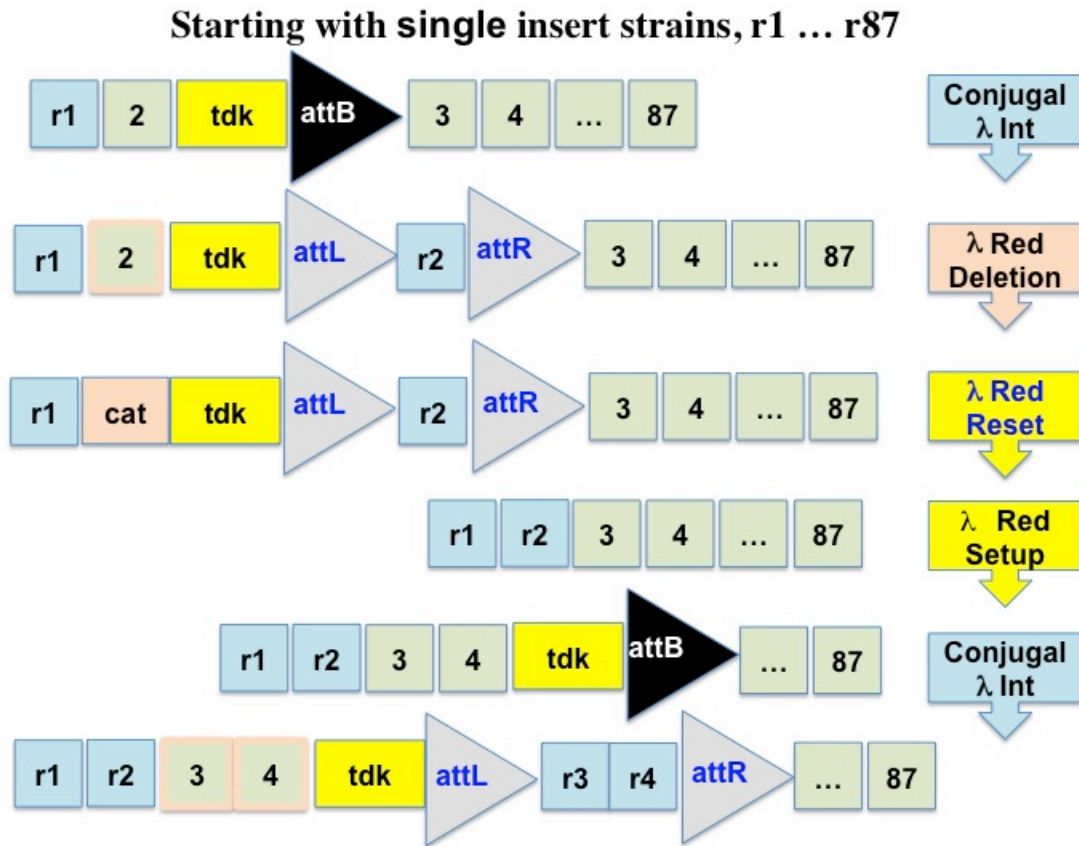 Starting with single insert strains, r1 … r87
r1 2 tdk attB 3 4 … 87
Conjugal
λ Int
r1 2 tdk attL r2 attR 3 4 … 87
λ Red
Deletion
r1 cat tdk attL r2 attR 3 4 … 87
λ Red
Reset
r1 r2 3 4 … 87
λ Red
Setup
r1 r2 3 4 tdk attB … 87
Conjugal
λ Int
r1 r2 3 4 tdk attL r3 r4 attR … 87